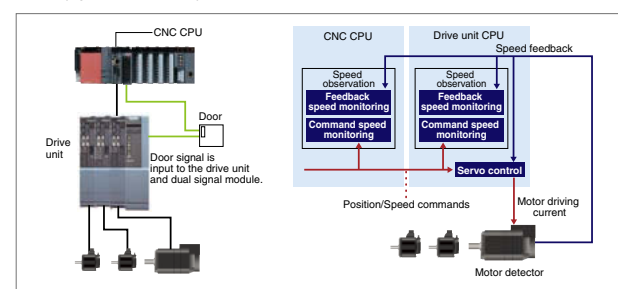 CNC CPU
Door
Drive
unit
Door signal is
input to the drive unit
and dual signal module.
CNC CPU
Drive unit CPU
Speed feedback
Speed
observation
Feedback
speed monitoring
Command speed
monitoring
Speed
observation
Feedback
speed monitoring
Command speed
monitoring
Servo control
Position/Speed commands
Motor driving
current
Motor detector